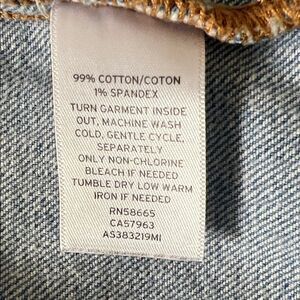 99% COTTON/COTON
1% SPANDEX
TURN GARMENT INSIDE
OUT, MACHINE WASH
COLD, GENTLE CYCLE,
SEPARATELY
ONLY NON-CHLORINE
BLEACH IF NEEDED
TUMBLE DRY LOW WARM
IRON IF NEEDED
RN58665
CA57963
AS383219MI